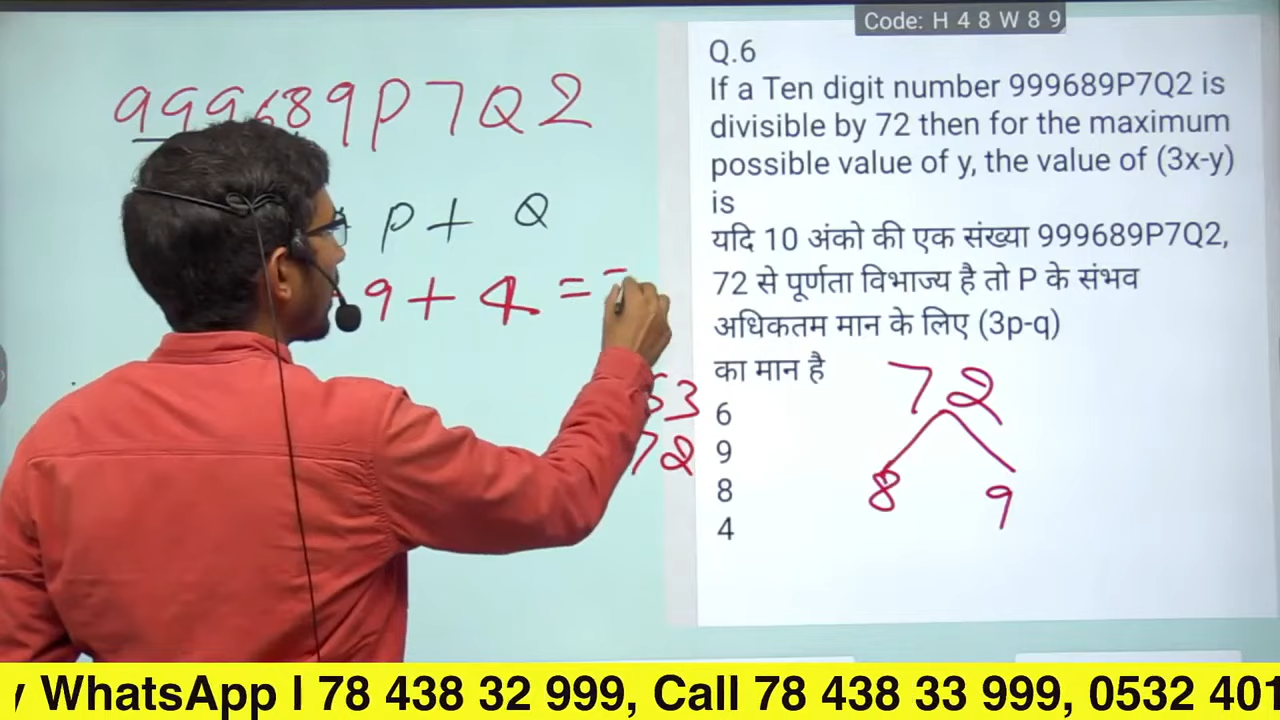 Code: H 4 8 W 8 9
999689P7Q2
P + Q
9 + 4 =
53
72
Q.6
If a Ten digit number 999689P7Q2 is
divisible by 72 then for the maximum
possible value of y, the value of (3x-y)
is
यदि 10 अंको की एक संख्या 999689P7Q2,
72 से पूर्णता विभाज्य है तो P के संभव
अधिकतम मान के लिए (3p-q)
का मान है
6
9
8
4
72
8 9
WhatsApp l 78 438 32 999, Call 78 438 33 999, 0532 401